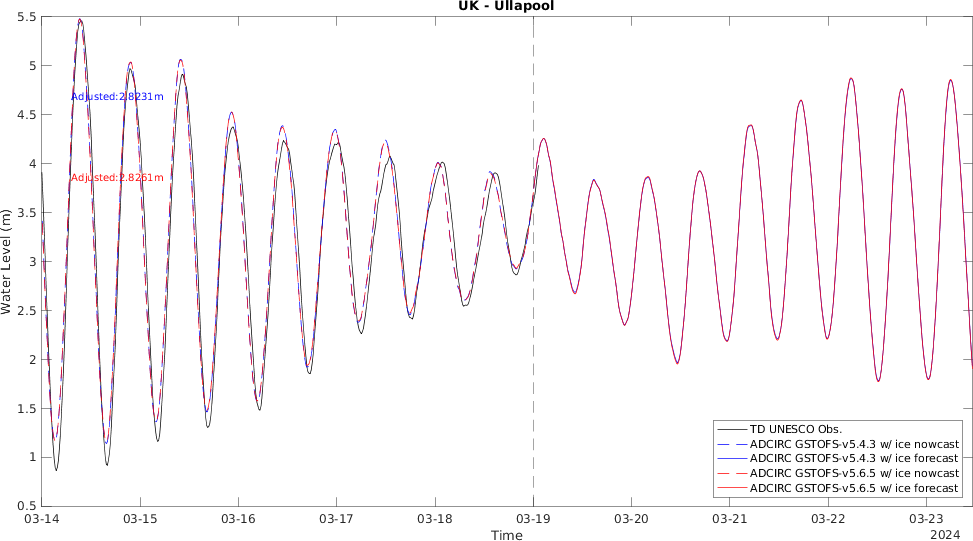 UK - Ullapool
5.5
5
4.5
4
3.5
3
2.5
2
1.5
1
0.5
Water Level (m)
Adjusted:2.8231m
Adjusted:2.8261m
TD UNESCO Obs.
ADCIRC GSTOFS-v5.4.3 w/ ice nowcast
ADCIRC GSTOFS-v5.4.3 w/ ice forecast
ADCIRC GSTOFS-v5.6.5 w/ ice nowcast
ADCIRC GSTOFS-v5.6.5 w/ ice forecast
03-14 03-15 03-16 03-17 03-18 03-19 03-20 03-21 03-22 03-23
Time
2024